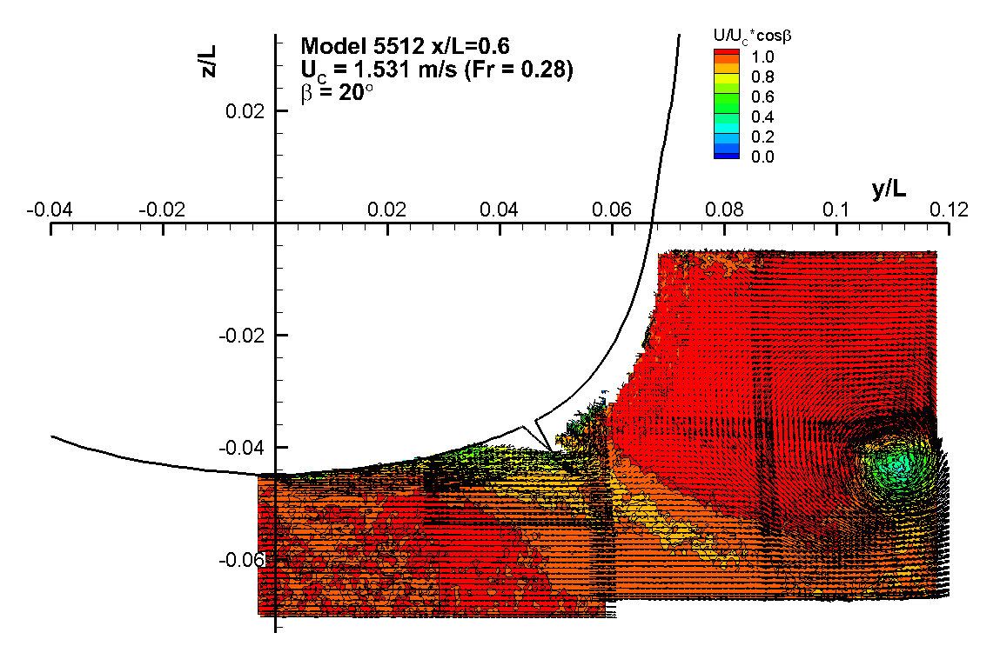 Model 5512 x/L=0.6
U_C = 1.531 m/s (Fr = 0.28)
β = 20°
U/U_C*cosβ
1.0
0.8
0.6
0.4
0.2
0.0
z/L
0.02
y/L
-0.04 -0.02 0.02 0.04 0.06 0.08 0.1 0.12
-0.02
-0.04
-0.06